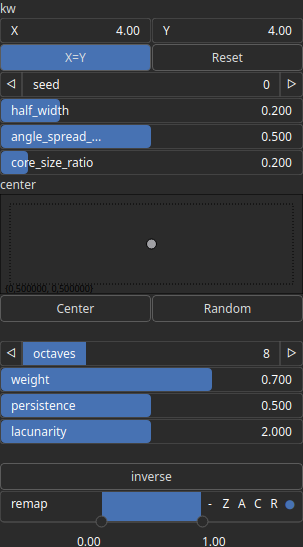 kw
X 4.00 Y 4.00
X=Y Reset
seed 0
half_width 0.200
angle_spread_... 0.500
core_size_ratio 0.200
center
(0.500000, 0.500000)
Center Random
octaves 8
weight 0.700
persistence 0.500
lacunarity 2.000
inverse
remap - Z A C R
0.00 1.00